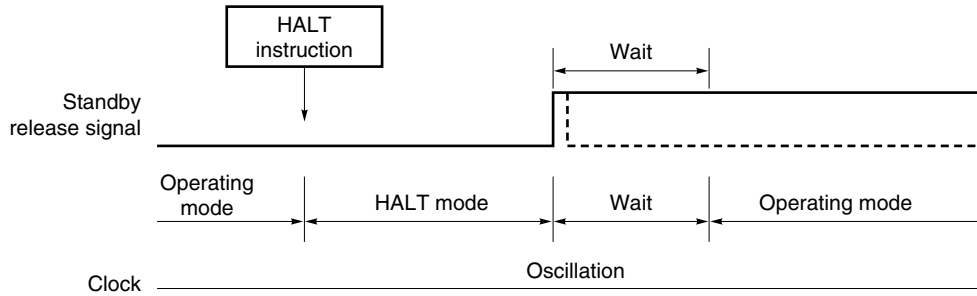 HALT
instruction
Wait
Standby
release signal
Operating
mode
HALT mode
Wait
Operating mode
Oscillation
Clock